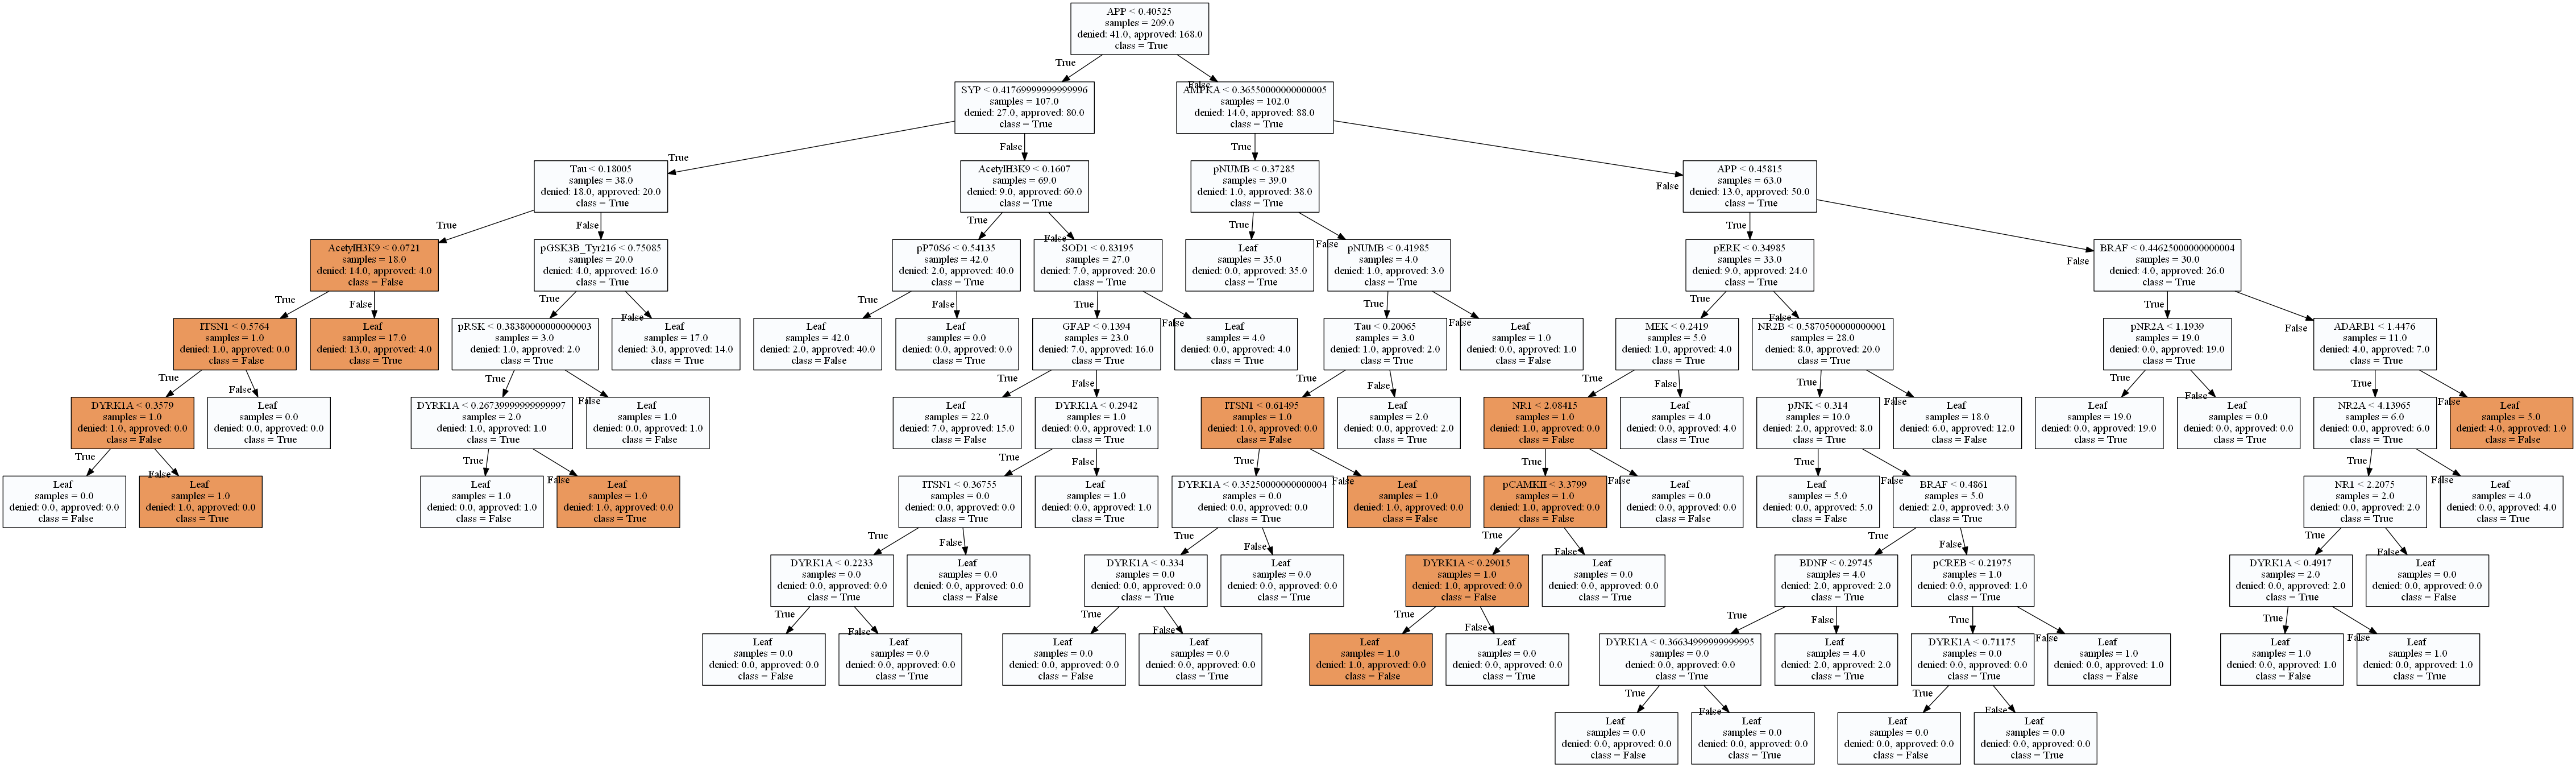 APP < 0.40525
samples = 209.0
denied: 41.0, approved: 168.0
class = True
True
False
SYP < 0.41769999999999996
samples = 107.0
denied: 27.0, approved: 80.0
class = True
AMPKA < 0.36550000000000005
samples = 102.0
denied: 14.0, approved: 88.0
class = True
True
False
True
False
Tau < 0.18005
samples = 38.0
denied: 18.0, approved: 20.0
class = True
AcetylH3K9 < 0.1607
samples = 69.0
denied: 9.0, approved: 60.0
class = True
pNUMB < 0.37285
samples = 39.0
denied: 1.0, approved: 38.0
class = True
APP < 0.45815
samples = 63.0
denied: 13.0, approved: 50.0
class = True
True
False
True
False
True
False
True
False
AcetylH3K9 < 0.0721
samples = 18.0
denied: 14.0, approved: 4.0
class = False
pGSK3B_Tyr216 < 0.75085
samples = 20.0
denied: 4.0, approved: 16.0
class = True
pP70S6 < 0.54135
samples = 42.0
denied: 2.0, approved: 40.0
class = True
SOD1 < 0.83195
samples = 27.0
denied: 7.0, approved: 20.0
class = True
Leaf
samples = 35.0
denied: 0.0, approved: 35.0
class = True
pNUMB < 0.41985
samples = 4.0
denied: 1.0, approved: 3.0
class = True
pERK < 0.34985
samples = 33.0
denied: 9.0, approved: 24.0
class = True
BRAF < 0.44625000000000004
samples = 30.0
denied: 4.0, approved: 26.0
class = True
True
False
True
False
True
False
True
False
True
False
True
False
True
False
ITSN1 < 0.5764
samples = 1.0
denied: 1.0, approved: 0.0
class = False
Leaf
samples = 17.0
denied: 13.0, approved: 4.0
class = True
pRSK < 0.38380000000000003
samples = 3.0
denied: 1.0, approved: 2.0
class = True
Leaf
samples = 17.0
denied: 3.0, approved: 14.0
class = True
Leaf
samples = 42.0
denied: 2.0, approved: 40.0
class = False
Leaf
samples = 0.0
denied: 0.0, approved: 0.0
class = True
GFAP < 0.1394
samples = 23.0
denied: 7.0, approved: 16.0
class = True
Leaf
samples = 4.0
denied: 0.0, approved: 4.0
class = True
Tau < 0.20065
samples = 3.0
denied: 1.0, approved: 2.0
class = True
Leaf
samples = 1.0
denied: 0.0, approved: 1.0
class = False
MEK < 0.2419
samples = 5.0
denied: 1.0, approved: 4.0
class = True
NR2B < 0.5870500000000001
samples = 28.0
denied: 8.0, approved: 20.0
class = True
pNR2A < 1.1939
samples = 19.0
denied: 0.0, approved: 19.0
class = True
ADARB1 < 1.4476
samples = 11.0
denied: 4.0, approved: 7.0
class = True
True
False
True
False
True
False
True
False
True
False
True
False
True
False
True
False
DYRK1A < 0.3579
samples = 1.0
denied: 1.0, approved: 0.0
class = False
Leaf
samples = 0.0
denied: 0.0, approved: 0.0
class = True
DYRK1A < 0.26739999999999997
samples = 2.0
denied: 1.0, approved: 1.0
class = True
Leaf
samples = 1.0
denied: 0.0, approved: 1.0
class = False
Leaf
samples = 22.0
denied: 7.0, approved: 15.0
class = False
DYRK1A < 0.2942
samples = 1.0
denied: 0.0, approved: 1.0
class = True
ITSN1 < 0.61495
samples = 1.0
denied: 1.0, approved: 0.0
class = False
Leaf
samples = 2.0
denied: 0.0, approved: 2.0
class = True
NR1 < 2.08415
samples = 1.0
denied: 1.0, approved: 0.0
class = False
Leaf
samples = 4.0
denied: 0.0, approved: 4.0
class = True
pJNK < 0.314
samples = 10.0
denied: 2.0, approved: 8.0
class = True
Leaf
samples = 18.0
denied: 6.0, approved: 12.0
class = False
Leaf
samples = 19.0
denied: 0.0, approved: 19.0
class = True
Leaf
samples = 0.0
denied: 0.0, approved: 0.0
class = True
NR2A < 4.13965
samples = 6.0
denied: 0.0, approved: 6.0
class = True
Leaf
samples = 5.0
denied: 4.0, approved: 1.0
class = False
True
False
True
False
True
False
True
False
True
False
True
False
True
False
Leaf
samples = 0.0
denied: 0.0, approved: 0.0
class = False
Leaf
samples = 1.0
denied: 1.0, approved: 0.0
class = True
Leaf
samples = 1.0
denied: 0.0, approved: 1.0
class = False
Leaf
samples = 1.0
denied: 1.0, approved: 0.0
class = True
ITSN1 < 0.36755
samples = 0.0
denied: 0.0, approved: 0.0
class = True
Leaf
samples = 1.0
denied: 0.0, approved: 1.0
class = True
DYRK1A < 0.35250000000000004
samples = 0.0
denied: 0.0, approved: 0.0
class = True
Leaf
samples = 1.0
denied: 1.0, approved: 0.0
class = False
pCAMKII < 3.3799
samples = 1.0
denied: 1.0, approved: 0.0
class = False
Leaf
samples = 0.0
denied: 0.0, approved: 0.0
class = False
Leaf
samples = 5.0
denied: 0.0, approved: 5.0
class = False
BRAF < 0.4861
samples = 5.0
denied: 2.0, approved: 3.0
class = True
NR1 < 2.2075
samples = 2.0
denied: 0.0, approved: 2.0
class = True
Leaf
samples = 4.0
denied: 0.0, approved: 4.0
class = True
True
False
True
False
True
False
True
False
True
False
DYRK1A < 0.2233
samples = 0.0
denied: 0.0, approved: 0.0
class = True
Leaf
samples = 0.0
denied: 0.0, approved: 0.0
class = False
DYRK1A < 0.334
samples = 0.0
denied: 0.0, approved: 0.0
class = True
Leaf
samples = 0.0
denied: 0.0, approved: 0.0
class = True
DYRK1A < 0.29015
samples = 1.0
denied: 1.0, approved: 0.0
class = False
Leaf
samples = 0.0
denied: 0.0, approved: 0.0
class = True
BDNF < 0.29745
samples = 4.0
denied: 2.0, approved: 2.0
class = True
pCREB < 0.21975
samples = 1.0
denied: 0.0, approved: 1.0
class = True
DYRK1A < 0.4917
samples = 2.0
denied: 0.0, approved: 2.0
class = True
Leaf
samples = 0.0
denied: 0.0, approved: 0.0
class = False
True
False
True
False
True
False
True
False
True
False
True
False
Leaf
samples = 0.0
denied: 0.0, approved: 0.0
class = False
Leaf
samples = 0.0
denied: 0.0, approved: 0.0
class = True
Leaf
samples = 0.0
denied: 0.0, approved: 0.0
class = False
Leaf
samples = 0.0
denied: 0.0, approved: 0.0
class = True
Leaf
samples = 1.0
denied: 1.0, approved: 0.0
class = False
Leaf
samples = 0.0
denied: 0.0, approved: 0.0
class = True
DYRK1A < 0.36634999999999995
samples = 0.0
denied: 0.0, approved: 0.0
class = True
Leaf
samples = 4.0
denied: 2.0, approved: 2.0
class = True
DYRK1A < 0.71175
samples = 0.0
denied: 0.0, approved: 0.0
class = True
Leaf
samples = 1.0
denied: 0.0, approved: 1.0
class = False
Leaf
samples = 1.0
denied: 0.0, approved: 1.0
class = False
Leaf
samples = 1.0
denied: 0.0, approved: 1.0
class = True
True
False
True
False
Leaf
samples = 0.0
denied: 0.0, approved: 0.0
class = False
Leaf
samples = 0.0
denied: 0.0, approved: 0.0
class = True
Leaf
samples = 0.0
denied: 0.0, approved: 0.0
class = False
Leaf
samples = 0.0
denied: 0.0, approved: 0.0
class = True